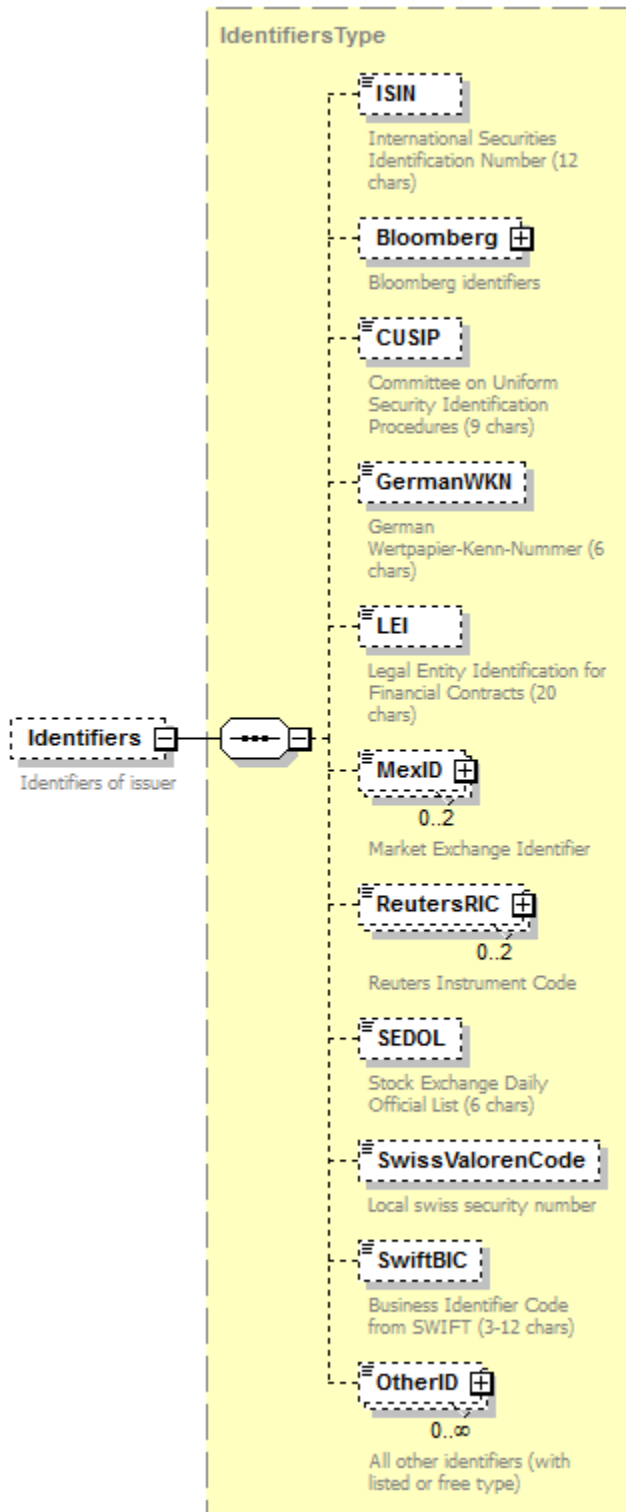 IdentifiersType
ISIN
International Securities
Identification Number (12
chars)
Bloomberg
Bloomberg identifiers
CUSIP
Committee on Uniform
Security Identification
Procedures (9 chars)
GermanWKN
German
Wertpapier-Kenn-Nummer (6
chars)
LEI
Legal Entity Identification for
Financial Contracts (20
chars)
Identifiers
Identifiers of issuer
MexID
0..2
Market Exchange Identifier
ReutersRIC
0..2
Reuters Instrument Code
SEDOL
Stock Exchange Daily
Official List (6 chars)
SwissValorenCode
Local swiss security number
SwiftBIC
Business Identifier Code
from SWIFT (3-12 chars)
OtherID
0..∞
All other identifiers (with
listed or free type)